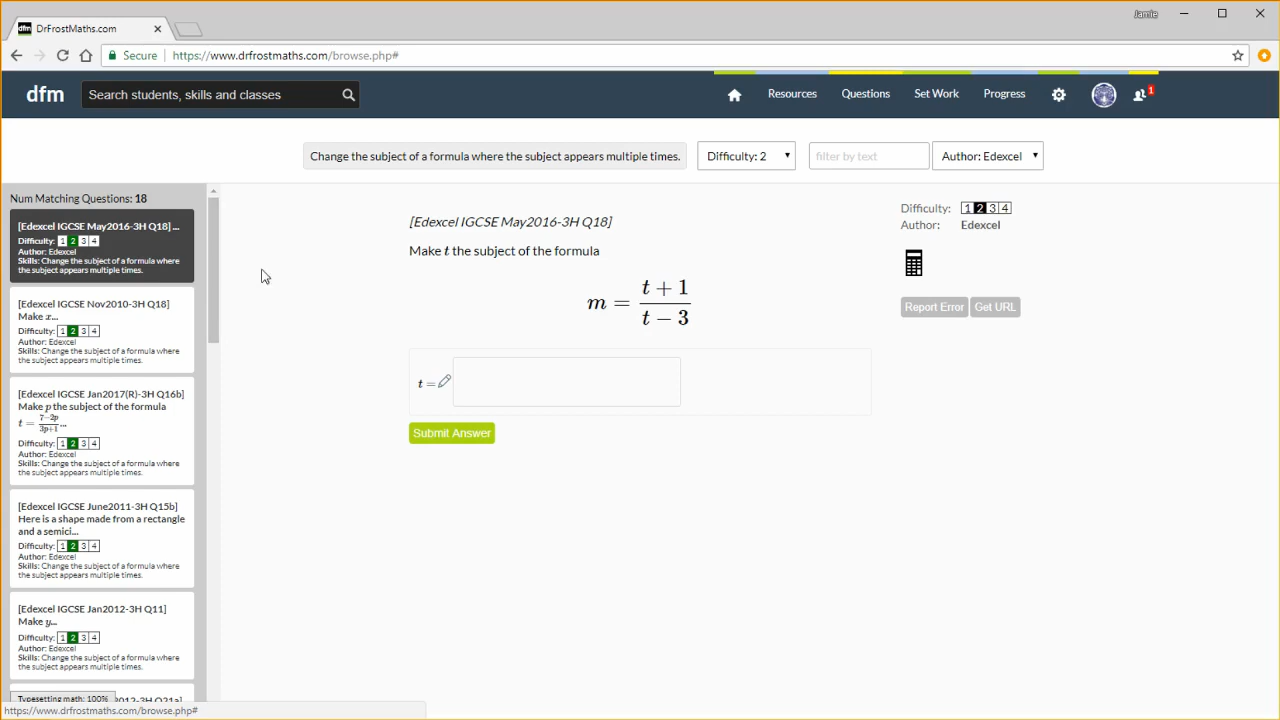 Jamie
DrFrostMaths.com
Secure https://www.drfrostmaths.com/browse.php#
dfm Search students, skills and classes Resources Questions Set Work Progress 1
Change the subject of a formula where the subject appears multiple times. Difficulty: 2 filter by text Author: Edexcel
Num Matching Questions: 18
[Edexcel IGCSE May2016-3H Q18] ...
Difficulty: 1 2 3 4
Author: Edexcel
Skills: Change the subject of a formula where
the subject appears multiple times.
[Edexcel IGCSE Nov2010-3H Q18]
Make x...
Difficulty: 1 2 3 4
Author: Edexcel
Skills: Change the subject of a formula where
the subject appears multiple times.
[Edexcel IGCSE Jan2017(R)-3H Q16b]
Make p the subject of the formula
t = 7−2p / 3p+1 ...
Difficulty: 1 2 3 4
Author: Edexcel
Skills: Change the subject of a formula where
the subject appears multiple times.
[Edexcel IGCSE June2011-3H Q15b]
Here is a shape made from a rectangle
and a semici...
Difficulty: 1 2 3 4
Author: Edexcel
Skills: Change the subject of a formula where
the subject appears multiple times.
[Edexcel IGCSE Jan2012-3H Q11]
Make y...
Difficulty: 1 2 3 4
Author: Edexcel
Skills: Change the subject of a formula where
the subject appears multiple times.
Typesetting math: 100% 2012-3H Q21a]
https://www.drfrostmaths.com/browse.php#
[Edexcel IGCSE May2016-3H Q18]
Make t the subject of the formula
m = t + 1 / t − 3
t =
Submit Answer
Difficulty: 1 2 3 4
Author: Edexcel
Report Error Get URL